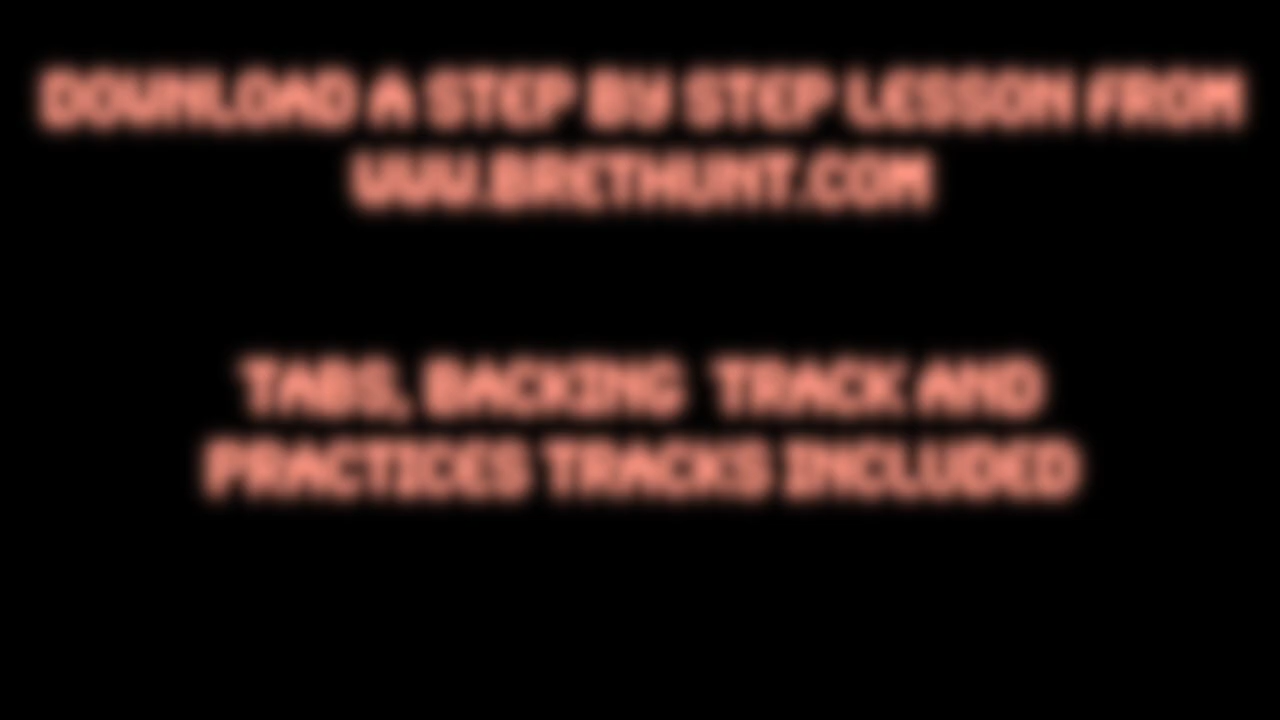 DOWNLOAD A STEP BY STEP LESSON FROM
WWW.BRETHUNT.COM
TABS, BACKING TRACK AND
PRACTICES TRACKS INCLUDED